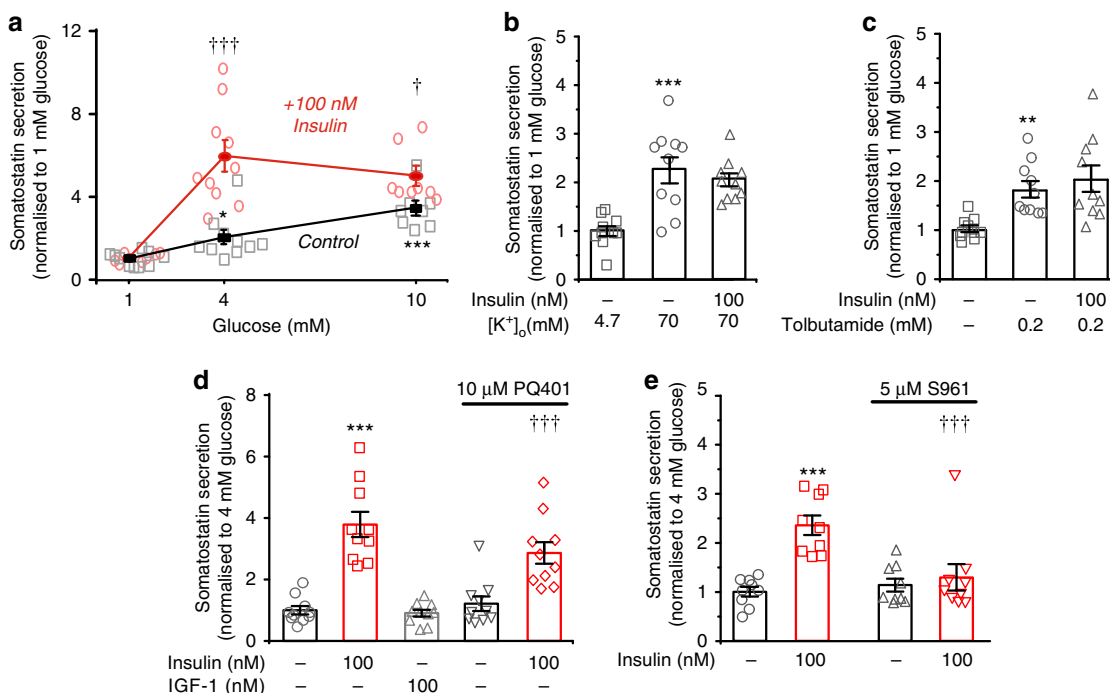 a
Somatostatin secretion
(normalised to 1 mM glucose)
12
8
4
0
†††
†
+100 nM
Insulin
*
Control
***
1 4 10
Glucose (mM)
b
Somatostatin secretion
(normalised to 1 mM glucose)
5
4
3
2
1
0
***
Insulin (nM) – – 100
[K⁺]ₒ(mM) 4.7 70 70
c
Somatostatin secretion
(normalised to 1 mM glucose)
5
4
3
2
1
0
**
Insulin (nM) – – 100
Tolbutamide (mM) – 0.2 0.2
d
Somatostatin secretion
(normalised to 4 mM glucose)
8
6
4
2
0
10 μM PQ401
***
†††
Insulin (nM) – 100 – – 100
IGF-1 (nM) – – 100 – –
e
Somatostatin secretion
(normalised to 4 mM glucose)
5
4
3
2
1
0
5 μM S961
***
†††
Insulin (nM) – 100 – 100